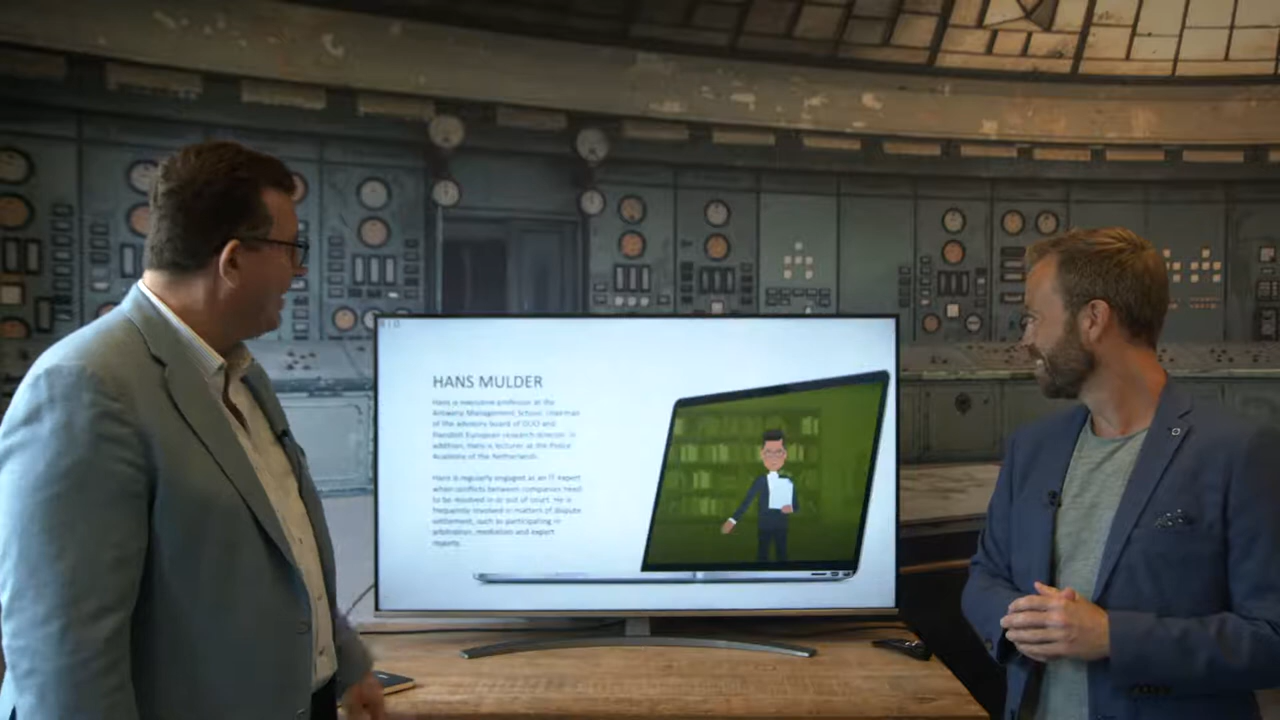 HANS MULDER
Hans is executive professor at the
Antwerp Management School, chairman
of the advisory board of
Standish European research director. In
addition, Hans is lecturer at the Police
Academy of the Netherlands.
Hans is regularly engaged as an IT expert
when conflicts between companies need
to be resolved in or out of court. He is
frequently involved in matters of dispute
settlement, such as participating in
arbitration, mediation and expert
reports.